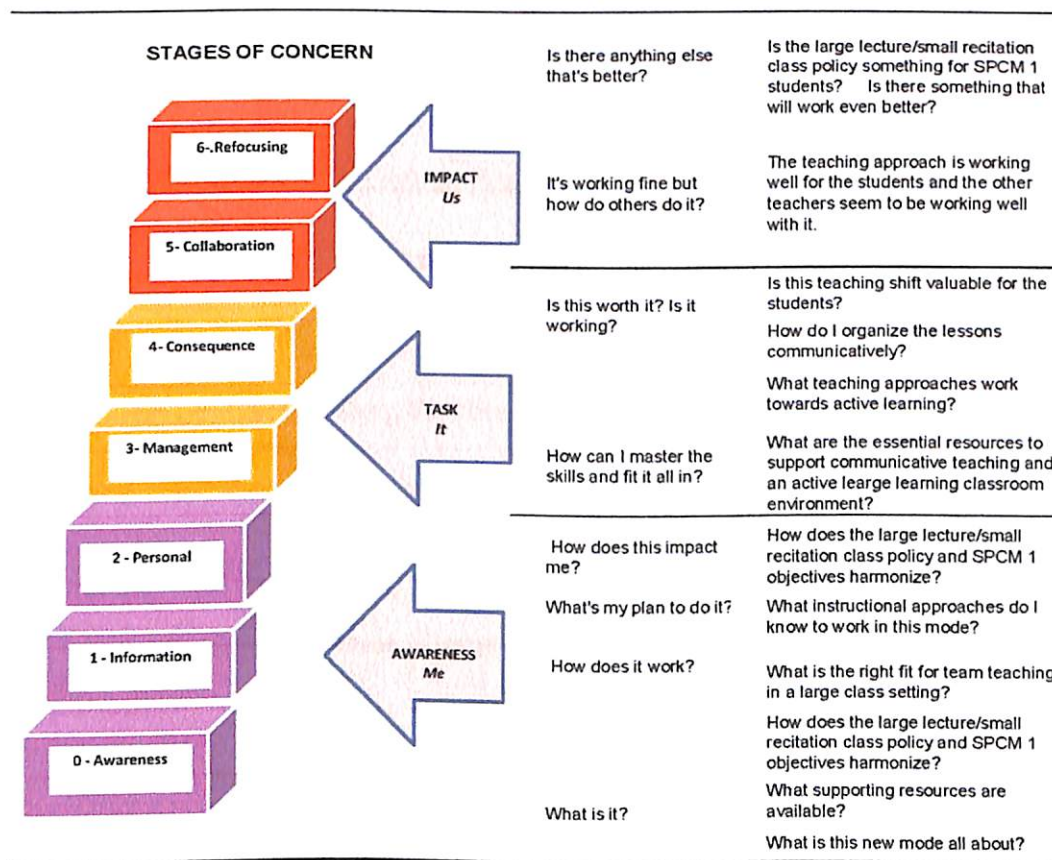 STAGES OF CONCERN
6-.Refocusing
5- Collaboration
4- Consequence
3- Management
2 - Personal
1 - Information
0 - Awareness
IMPACT
Us
TASK
It
AWARENESS
Me
Is there anything else
that's better?
Is the large lecture/small recitation
class policy something for SPCM 1
students? Is there something that
will work even better?
It's working fine but
how do others do it?
The teaching approach is working
well for the students and the other
teachers seem to be working well
with it.
Is this worth it? Is it
working?
Is this teaching shift valuable for the
students?
How do I organize the lessons
communicatively?
What teaching approaches work
towards active learning?
How can I master the
skills and fit it all in?
What are the essential resources to
support communicative teaching and
an active learge learning classroom
environment?
How does this impact
me?
How does the large lecture/small
recitation class policy and SPCM 1
objectives harmonize?
What's my plan to do it?
What instructional approaches do I
know to work in this mode?
How does it work?
What is the right fit for team teaching
in a large class setting?
How does the large lecture/small
recitation class policy and SPCM 1
objectives harmonize?
What is it?
What supporting resources are
available?
What is this new mode all about?